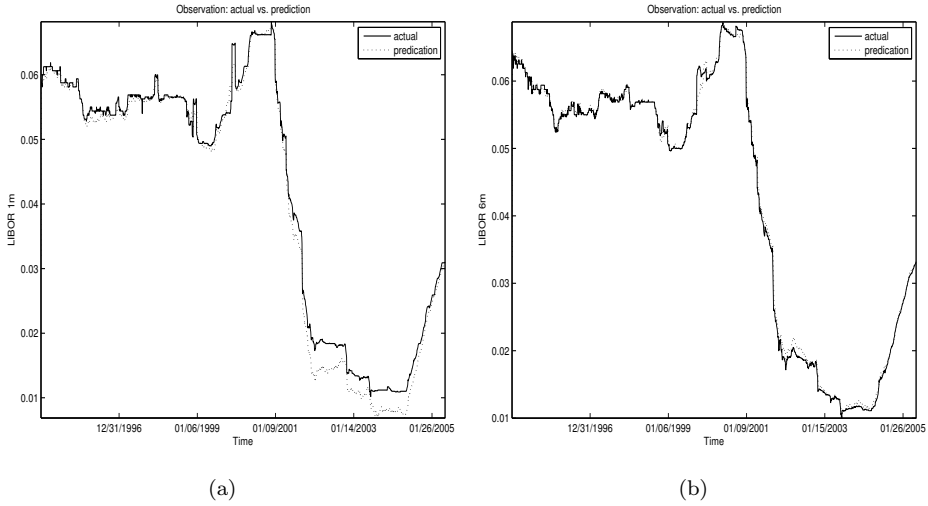 Observation: actual vs. prediction
actual
predication
0.06
0.05
0.04
0.03
0.02
0.01
LIBOR 1m
12/31/1996
01/06/1999
01/09/2001
01/14/2003
01/26/2005
Time
(a)
Observation: actual vs. prediction
actual
predication
0.06
0.05
0.04
0.03
0.02
0.01
LIBOR 6m
12/31/1996
01/06/1999
01/09/2001
01/15/2003
01/26/2005
Time
(b)